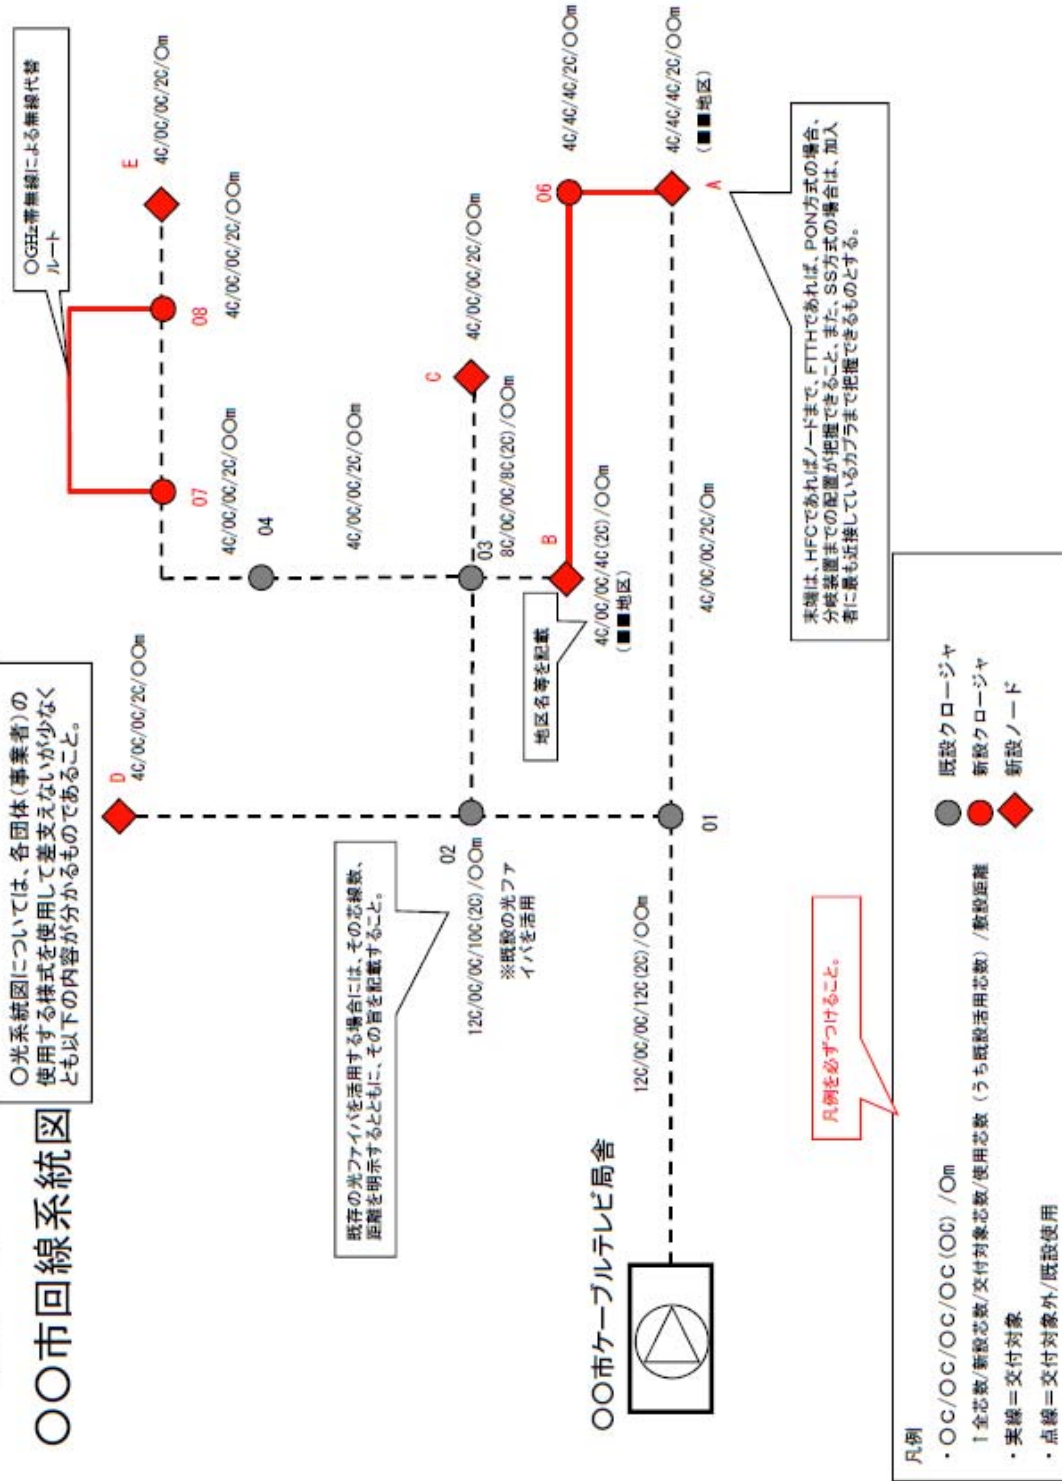 〇〇市回線系統図
〇光系統図については、各団体(事業者)の
使用する様式を使用して差支えないが少なく
とも以下の内容が分かるものであること。
〇GHz帯無線による無線代替
ルート
D
4C/0C/0C/2C/〇〇m
07
4C/0C/0C/2C/〇〇m
08
4C/0C/0C/2C/〇〇m
E
4C/0C/0C/2C/〇m
04
4C/0C/0C/2C/〇〇m
既存の光ファイバを活用する場合には、その芯線数、
距離を明示するとともに、その旨を記載すること。
02
12C/0C/0C/10C(2C)/〇〇m
※既設の光ファ
イバを活用
03
8C/0C/0C/8C(2C)/〇〇m
C
4C/0C/0C/2C/〇〇m
地区名等を記載
B
4C/0C/0C/4C(2C)/〇〇m
(■■地区)
06
4C/4C/4C/2C/〇〇m
〇〇市ケーブルテレビ局舎
12C/0C/0C/12C(2C)/〇〇m
01
4C/0C/0C/2C/〇m
A
4C/4C/4C/2C/〇〇m
(■■地区)
末端は、HFCであればノードまで、FTTHであれば、PON方式の場合、
分岐装置までの配置が把握できること、また、SS方式の場合は、加入
者に最も近接しているカプラまで把握できるものとする。
凡例を必ずつけること。
凡例
・〇C/〇C/〇C/〇C(〇C)/〇m
↑全芯数/新設芯数/交付対象芯数/使用芯数(うち既設活用芯数)/敷設距離
・実線=交付対象
・点線=交付対象外/既設使用
既設クロージャ
新設クロージャ
新設ノード